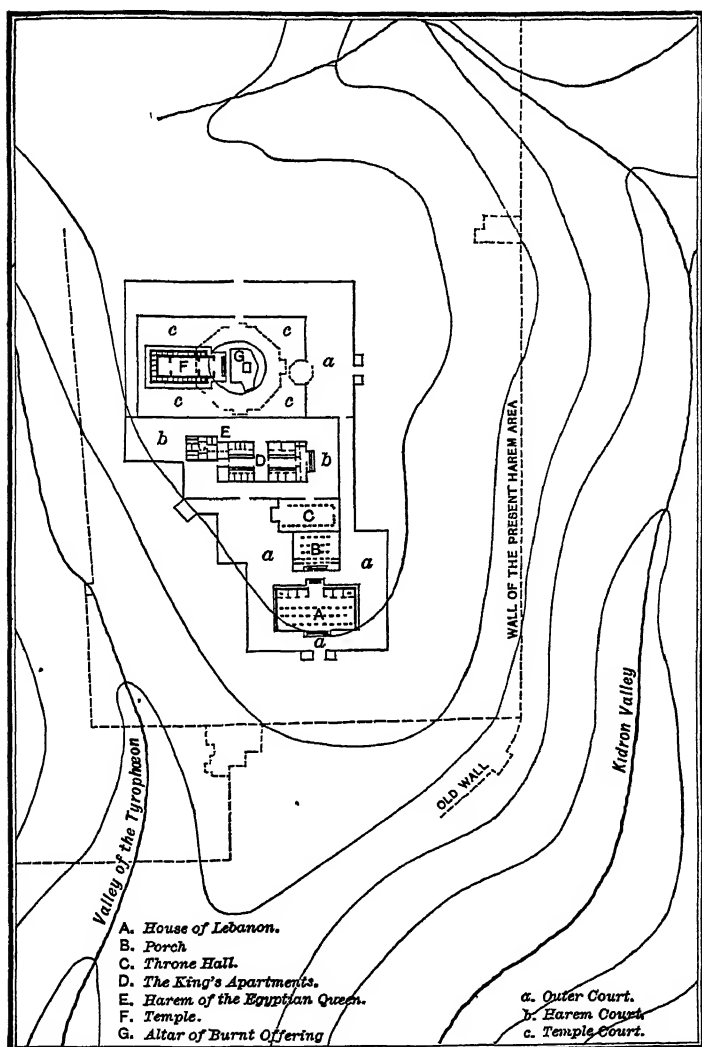 c
c
a
G
F
c
c
E
b
b
D
C
B
a
a
A
a
WALL OF THE PRESENT HAREM AREA
Kidron Valley
OLD WALL
Valley of the Tyrophœon
A. House of Lebanon.
B. Porch
C. Throne Hall.
D. The King's Apartments.
E. Harem of the Egyptian Queen.
F. Temple.
G. Altar of Burnt Offering
a. Outer Court.
b. Harem Court.
c. Temple Court.